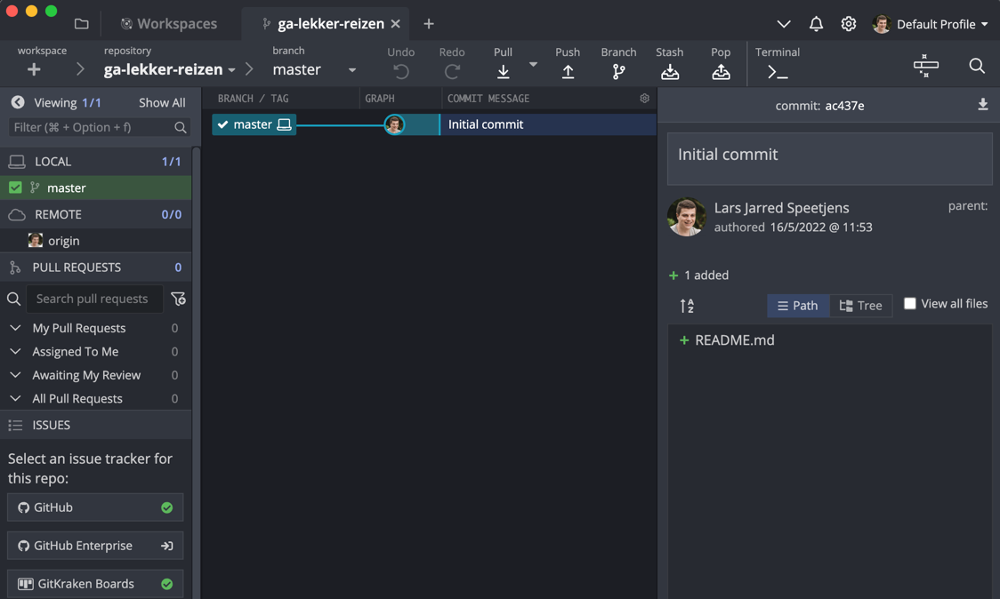 Workspaces
ga-lekker-reizen
Default Profile
workspace
repository
ga-lekker-reizen
branch
master
Undo
Redo
Pull
Push
Branch
Stash
Pop
Terminal
Viewing 1/1
Show All
Filter (⌘ + Option + f)
LOCAL 1/1
master
REMOTE 0/0
origin
PULL REQUESTS 0
Search pull requests
My Pull Requests 0
Assigned To Me 0
Awaiting My Review 0
All Pull Requests 0
ISSUES
Select an issue tracker for
this repo:
GitHub
GitHub Enterprise
GitKraken Boards
BRANCH / TAG
GRAPH
COMMIT MESSAGE
master
Initial commit
commit: ac437e
Initial commit
Lars Jarred Speetjens
authored 16/5/2022 @ 11:53
parent:
+ 1 added
A
Z
Path
Tree
View all files
+ README.md